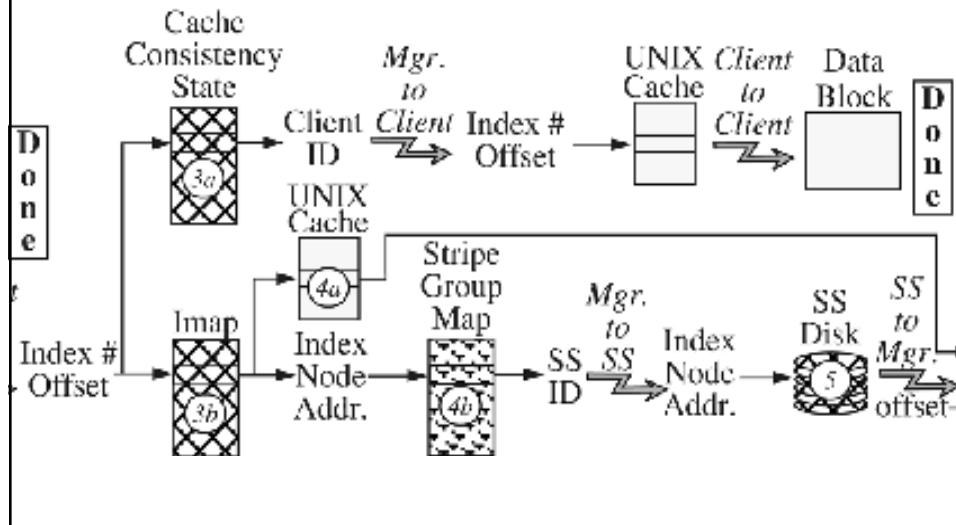 Cache
Consistency
State
3a
Client
ID
Mgr.
to
Client
Index #
Offset
UNIX
Cache
Client
to
Client
Data
Block
D
o
n
e
D
o
n
e
UNIX
Cache
4a
t
Index #
Offset
Imap
3b
Index
Node
Addr.
Stripe
Group
Map
4b
SS
ID
Mgr.
to
SS
Index
Node
Addr.
SS
Disk
5
SS
to
Mgr.
offset-